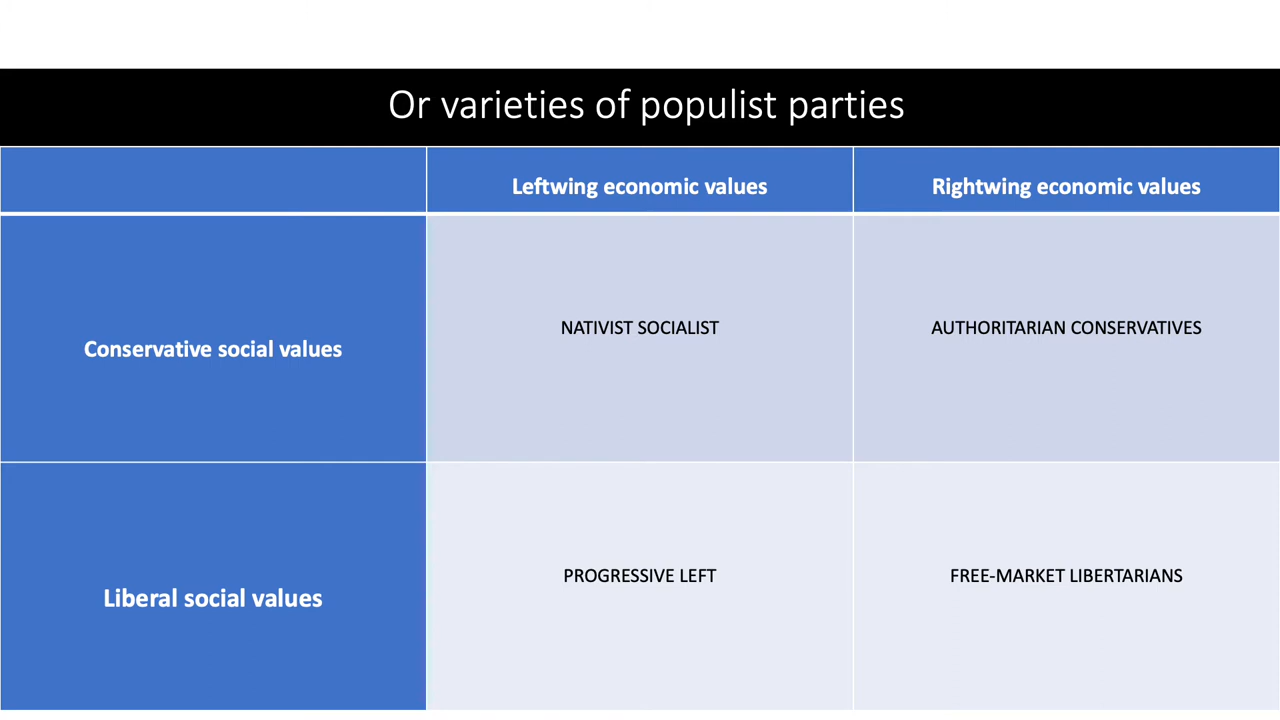 Or varieties of populist parties
Leftwing economic values
Rightwing economic values
Conservative social values
NATIVIST SOCIALIST
AUTHORITARIAN CONSERVATIVES
Liberal social values
PROGRESSIVE LEFT
FREE-MARKET LIBERTARIANS